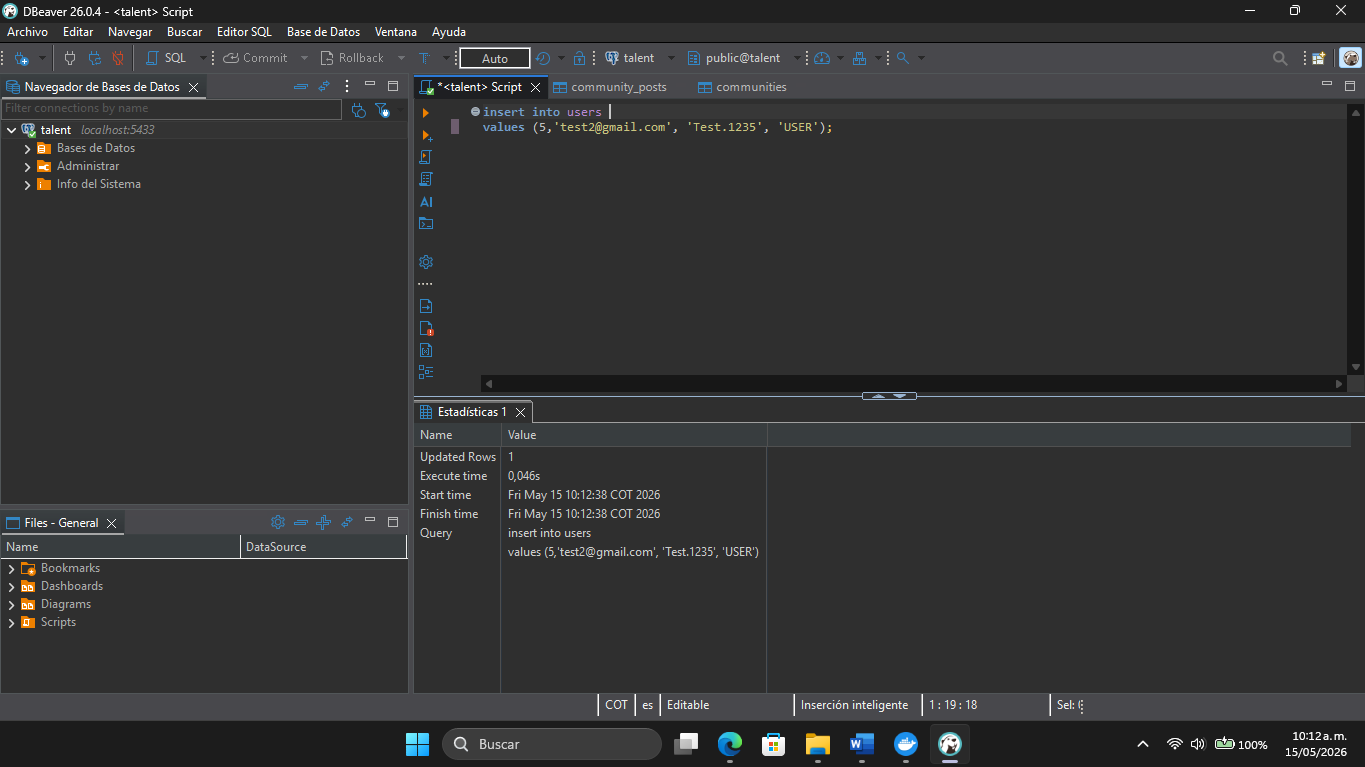 DBeaver 26.0.4 - <talent> Script
Archivo Editar Navegar Buscar Editor SQL Base de Datos Ventana Ayuda
SQL Commit Rollback T Auto talent public@talent
Navegador de Bases de Datos
Filter connections by name
talent localhost:5433
Bases de Datos
Administrar
Info del Sistema
*<talent> Script community_posts communities
insert into users
values (5,'test2@gmail.com', 'Test.1235', 'USER');
AI
Estadísticas 1
Name Value
Updated Rows 1
Execute time 0,046s
Start time Fri May 15 10:12:38 COT 2026
Finish time Fri May 15 10:12:38 COT 2026
Query insert into users
values (5,'test2@gmail.com', 'Test.1235', 'USER')
Files - General
Name DataSource
Bookmarks
Dashboards
Diagrams
Scripts
COT es Editable Inserción inteligente 1 : 19 : 18 Sel:
Buscar
100%
10:12 a. m.
15/05/2026